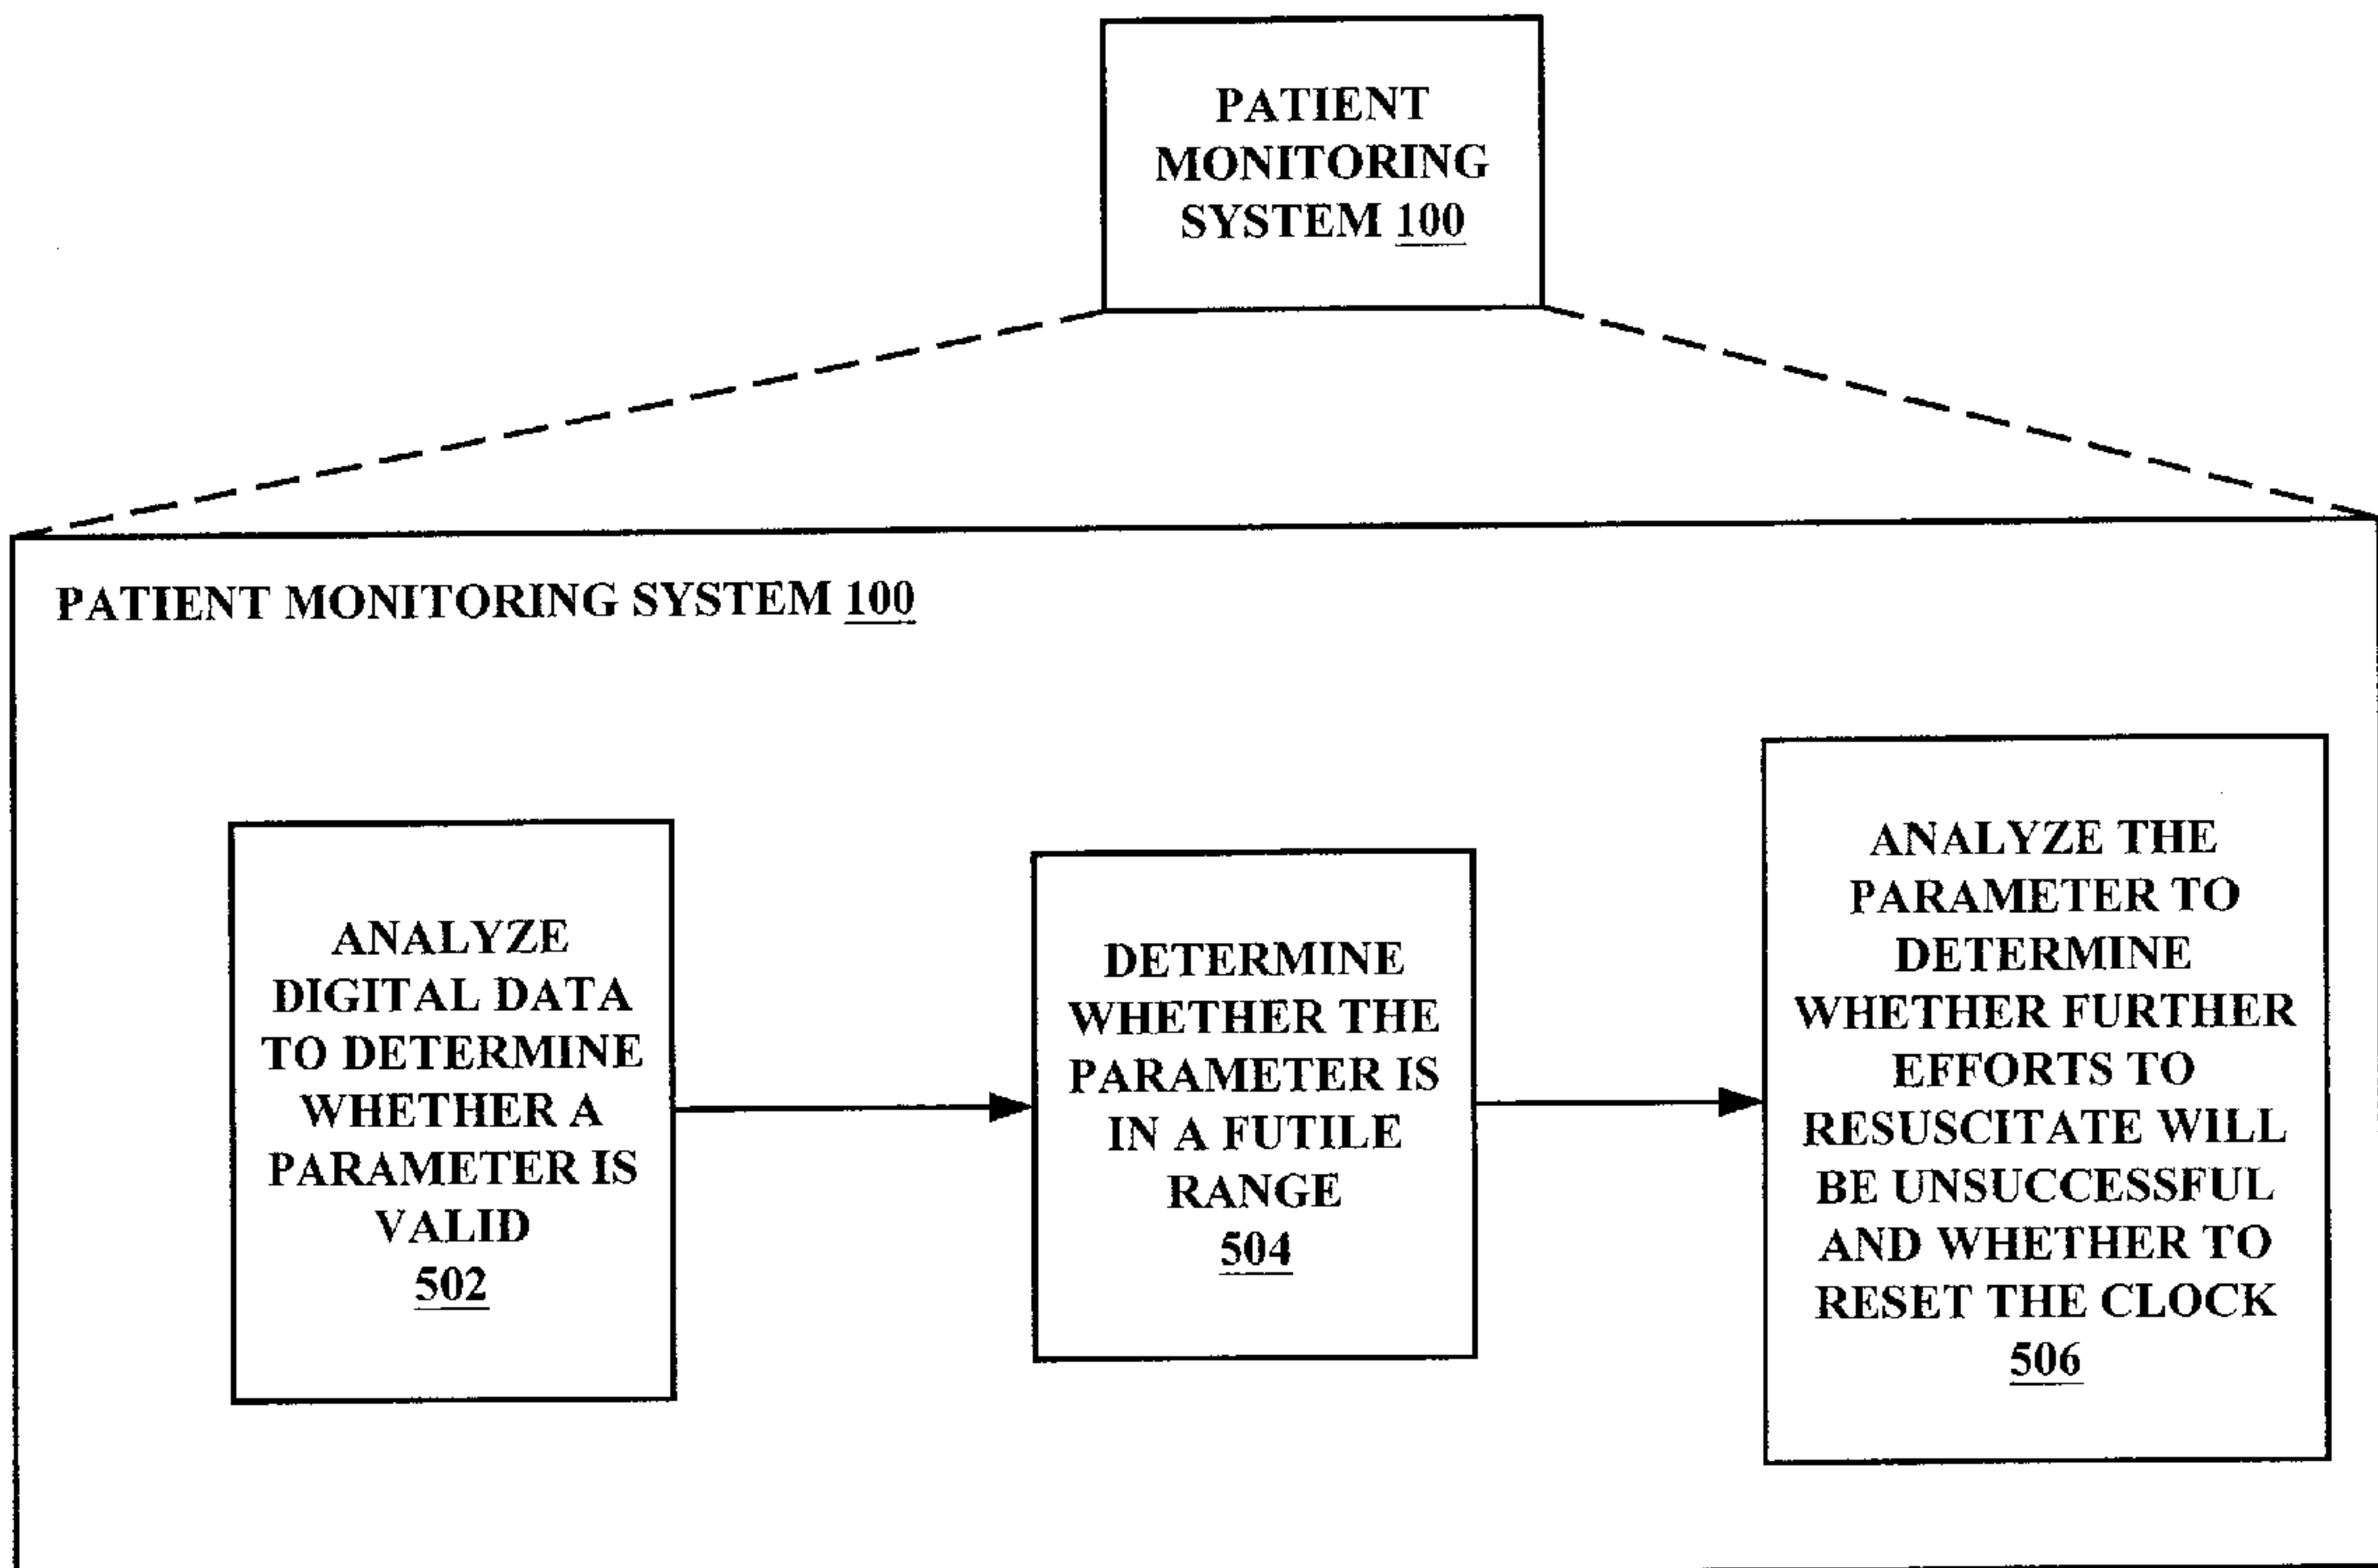 PATIENT
MONITORING
SYSTEM 100
PATIENT MONITORING SYSTEM 100
ANALYZE
DIGITAL DATA
TO DETERMINE
WHETHER A
PARAMETER IS
VALID
502
DETERMINE
WHETHER THE
PARAMETER IS
IN A FUTILE
RANGE
504
ANALYZE THE
PARAMETER TO
DETERMINE
WHETHER FURTHER
EFFORTS TO
RESUSCITATE WILL
BE UNSUCCESSFUL
AND WHETHER TO
RESET THE CLOCK
506